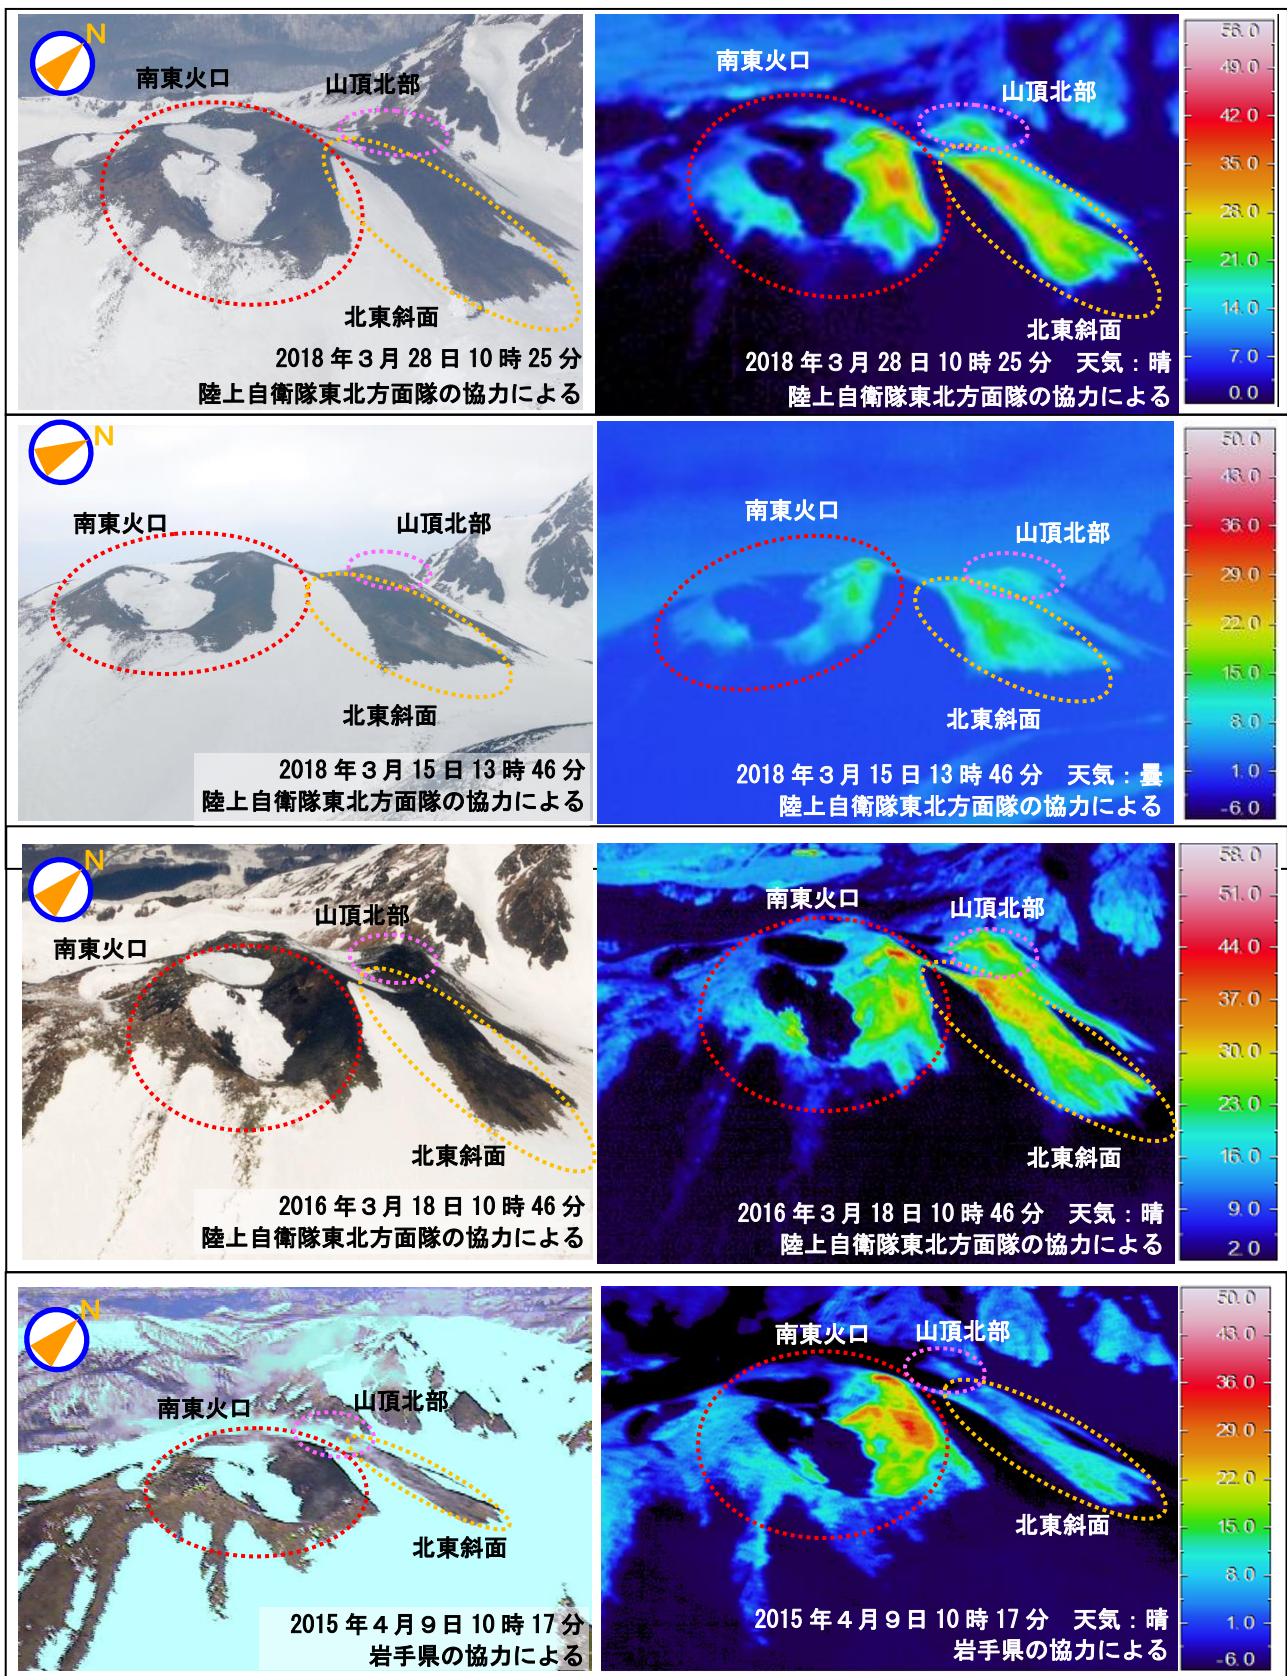 N
南東火口
山頂北部
北東斜面
2018年3月28日10時25分
陸上自衛隊東北方面隊の協力による
南東火口
山頂北部
北東斜面
2018年3月28日10時25分 天気：晴
陸上自衛隊東北方面隊の協力による
56.0
49.0
42.0
35.0
28.0
21.0
14.0
7.0
0.0
N
南東火口
山頂北部
北東斜面
2018年3月15日13時46分
陸上自衛隊東北方面隊の協力による
南東火口
山頂北部
北東斜面
2018年3月15日13時46分 天気：曇
陸上自衛隊東北方面隊の協力による
50.0
43.0
36.0
29.0
22.0
15.0
8.0
1.0
-6.0
N
南東火口
山頂北部
北東斜面
2016年3月18日10時46分
陸上自衛隊東北方面隊の協力による
南東火口
山頂北部
北東斜面
2016年3月18日10時46分 天気：晴
陸上自衛隊東北方面隊の協力による
58.0
51.0
44.0
37.0
30.0
23.0
16.0
9.0
2.0
N
南東火口
山頂北部
北東斜面
2015年4月9日10時17分
岩手県の協力による
南東火口
山頂北部
北東斜面
2015年4月9日10時17分 天気：晴
岩手県の協力による
50.0
43.0
36.0
29.0
22.0
15.0
8.0
1.0
-6.0